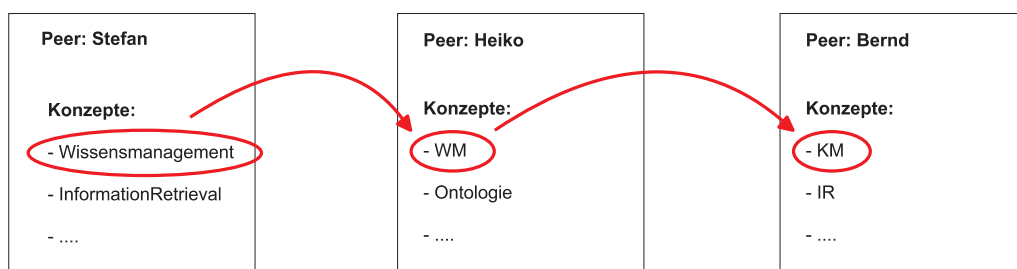 Peer: Stefan
Konzepte:
- Wissensmanagement
- InformationRetrieval
- ....
Peer: Heiko
Konzepte:
- WM
- Ontologie
- ....
Peer: Bernd
Konzepte:
- KM
- IR
- ....